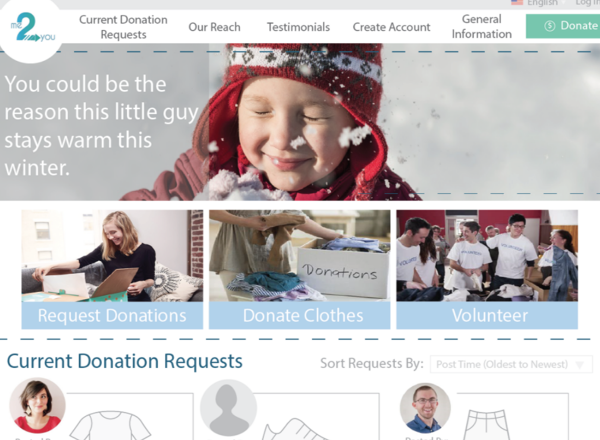 English
Log In
me
2
you
Current Donation
Requests
Our Reach
Testimonials
Create Account
General
Information
$ Donate
You could be the
reason this little guy
stays warm this
winter.
Donations
VOLUNTEER
Request Donations
Donate Clothes
Volunteer
Current Donation Requests
Sort Requests By:
Post Time (Oldest to Newest)